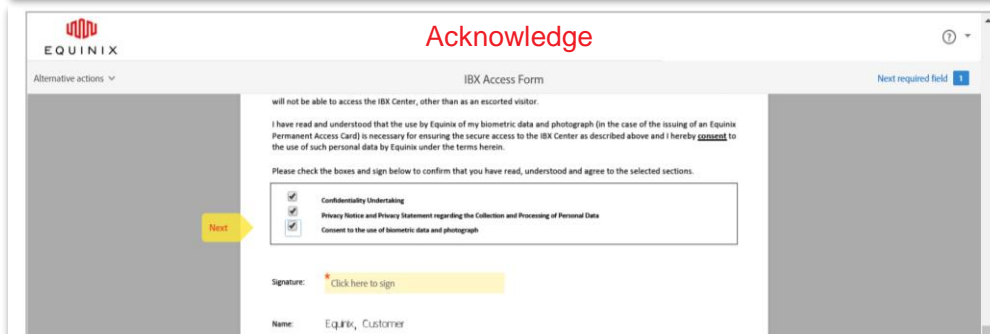 EQUINIX
Acknowledge
Alternative actions
IBX Access Form
Next required field 1
will not be able to access the IBX Center, other than as an escorted visitor.
I have read and understood that the use by Equinix of my biometric data and photograph (in the case of the issuing of an Equinix
Permanent Access Card) is necessary for ensuring the secure access to the IBX Center as described above and I hereby consent to
the use of such personal data by Equinix under the terms herein.
Please check the boxes and sign below to confirm that you have read, understood and agree to the selected sections.
Confidentiality Undertaking
Privacy Notice and Privacy Statement regarding the Collection and Processing of Personal Data
Next
Consent to the use of biometric data and photograph
Signature: * Click here to sign
Name: Equinix, Customer